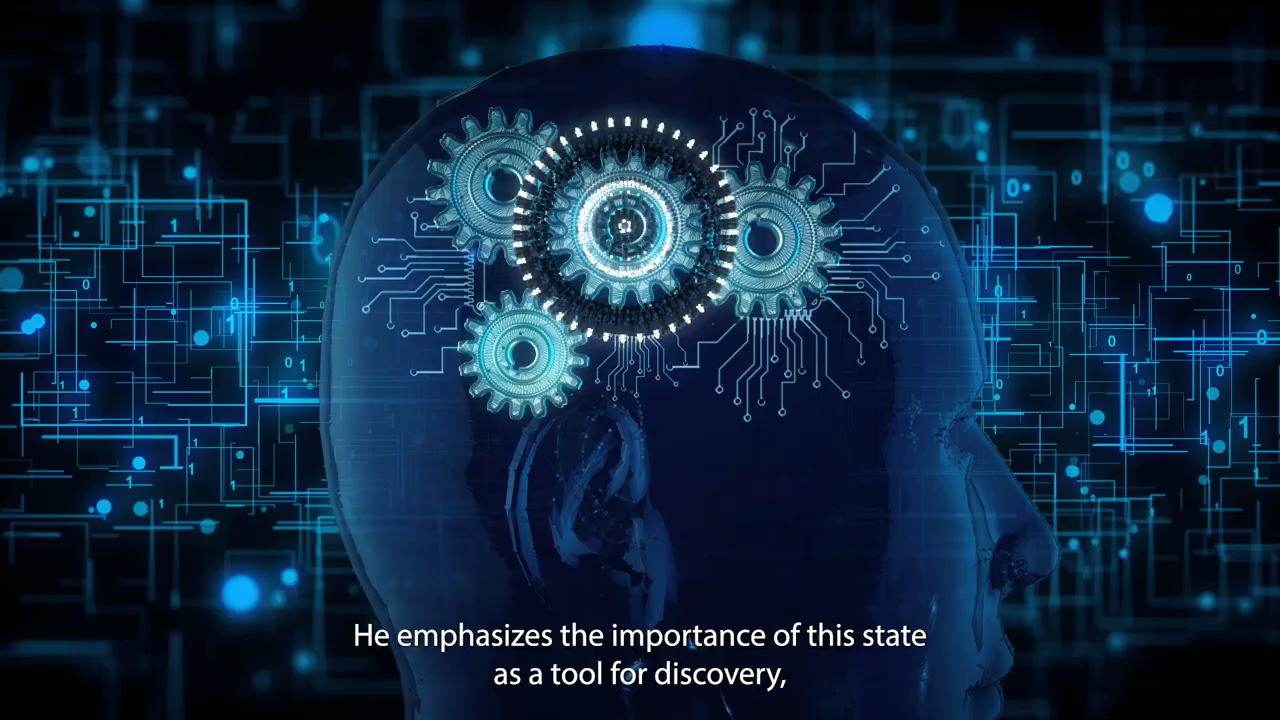 He emphasizes the importance of this state
as a tool for discovery,